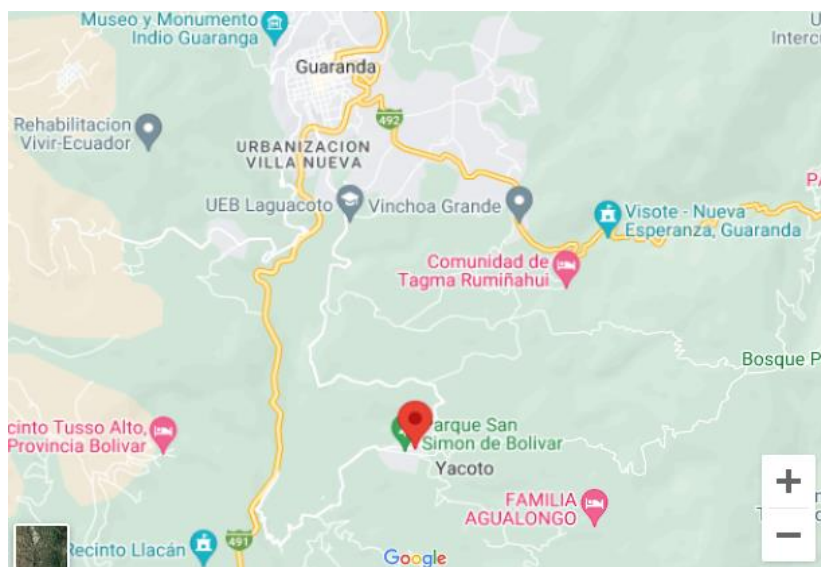 Museo y Monumento
Indio Guaranga
Guaranda
492
Rehabilitacion
Vivir-Ecuador
URBANIZACION
VILLA NUEVA
UEB Laguacoto
Vinchoa Grande
Visote - Nueva
Esperanza, Guaranda
Comunidad de
Tagma Rumiñahui
Bosque P
cinto Tusso Alto,
Provincia Bolivar
arque San
Simon de Bolivar
Yacoto
FAMILIA
AGUALONGO
Recinto Llacán
491
Google
+
−